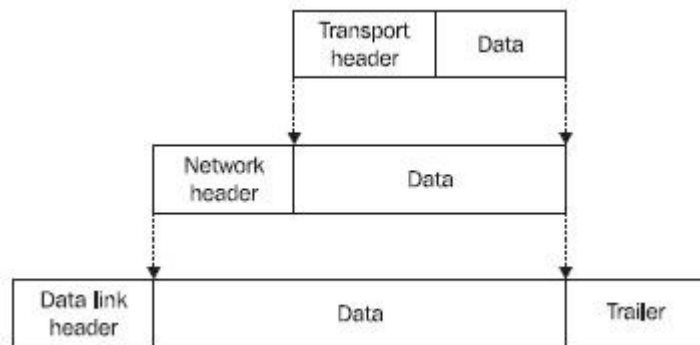 Transport
header
Data
Network
header
Data
Data link
header
Data
Trailer